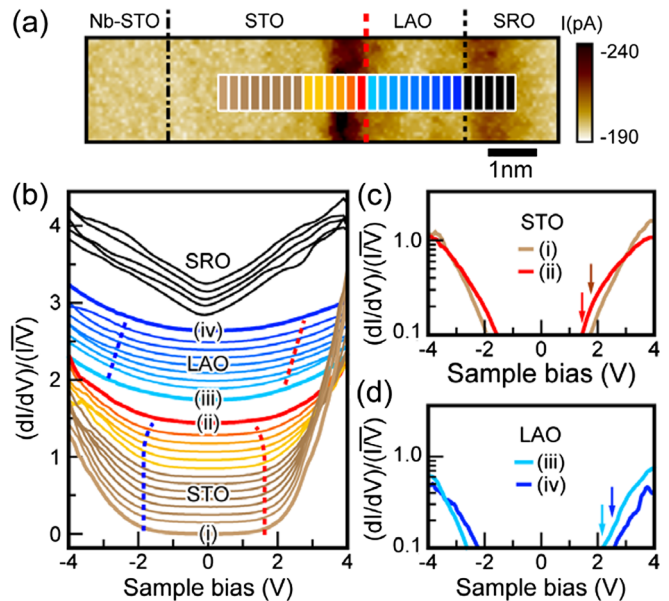 (a)
Nb-STO STO LAO SRO I(pA)
-240
-190
1nm
(b)
(dI/dV)/(I/V)
4
3
2
1
0
SRO
(iv)
LAO
(iii)
(ii)
STO
(i)
-4 -2 0 2 4
Sample bias (V)
(c)
(dI/dV)/(I/V)
1.0
0.1
STO
(i)
(ii)
-4 -2 0 2 4
Sample bias (V)
(d)
(dI/dV)/(I/V)
1.0
0.1
LAO
(iii)
(iv)
-4 -2 0 2 4
Sample bias (V)